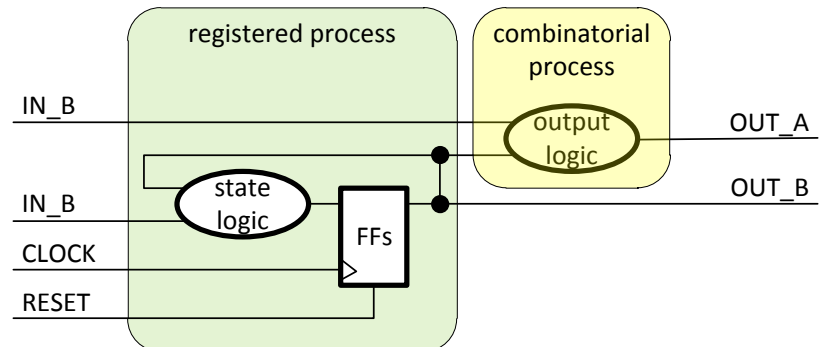 registered process
combinatorial
process
IN_B
output
logic
OUT_A
IN_B
state
logic
FFs
OUT_B
CLOCK
RESET